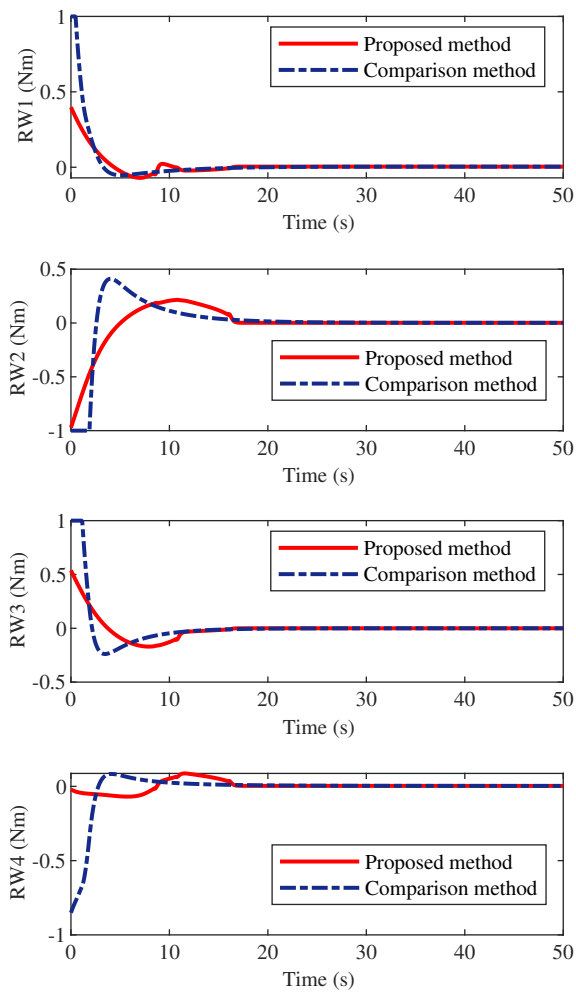 1
0.5
0
RW1 (Nm)
Proposed method
Comparison method
0 10 20 30 40 50
Time (s)
0.5
0
-0.5
-1
RW2 (Nm)
Proposed method
Comparison method
0 10 20 30 40 50
Time (s)
1
0.5
0
-0.5
RW3 (Nm)
Proposed method
Comparison method
0 10 20 30 40 50
Time (s)
0
-0.5
-1
RW4 (Nm)
Proposed method
Comparison method
0 10 20 30 40 50
Time (s)